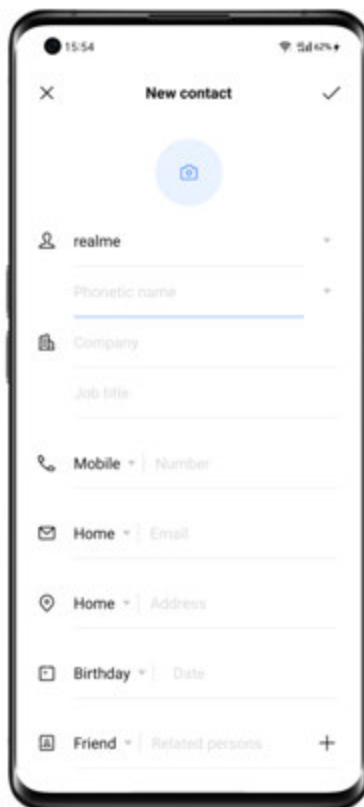 15:54 62%
New contact
realme
Phonetic name
Company
Job title
Mobile Number
Home Email
Home Address
Birthday Date
Friend Related persons